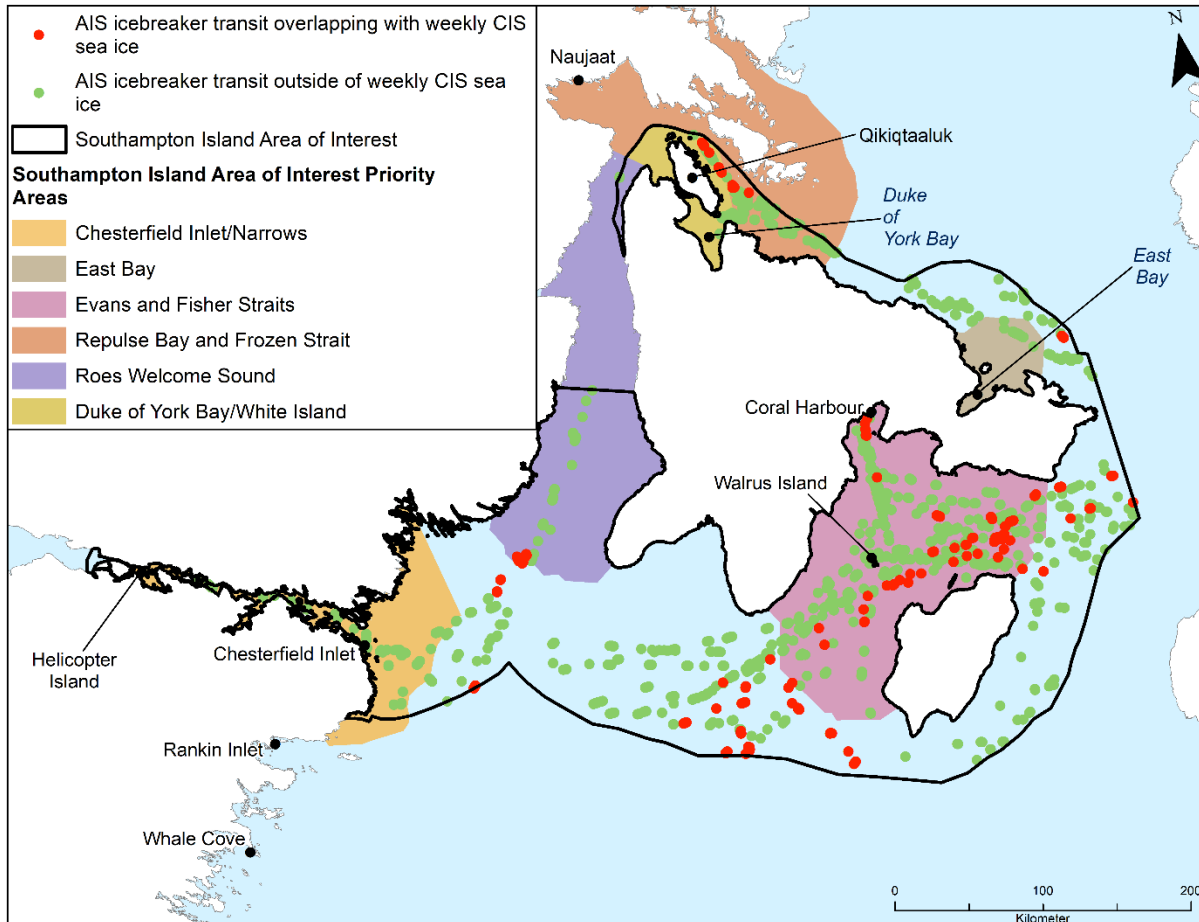 AIS icebreaker transit overlapping with weekly CIS
sea ice
AIS icebreaker transit outside of weekly CIS sea
ice
Southampton Island Area of Interest
Southampton Island Area of Interest Priority
Areas
Chesterfield Inlet/Narrows
East Bay
Evans and Fisher Straits
Repulse Bay and Frozen Strait
Roes Welcome Sound
Duke of York Bay/White Island
N
Naujaat
Qikiqtaaluk
Duke
of
York Bay
East
Bay
Coral Harbour
Walrus Island
Helicopter
Island
Chesterfield Inlet
Rankin Inlet
Whale Cove
0 100 200
Kilometer